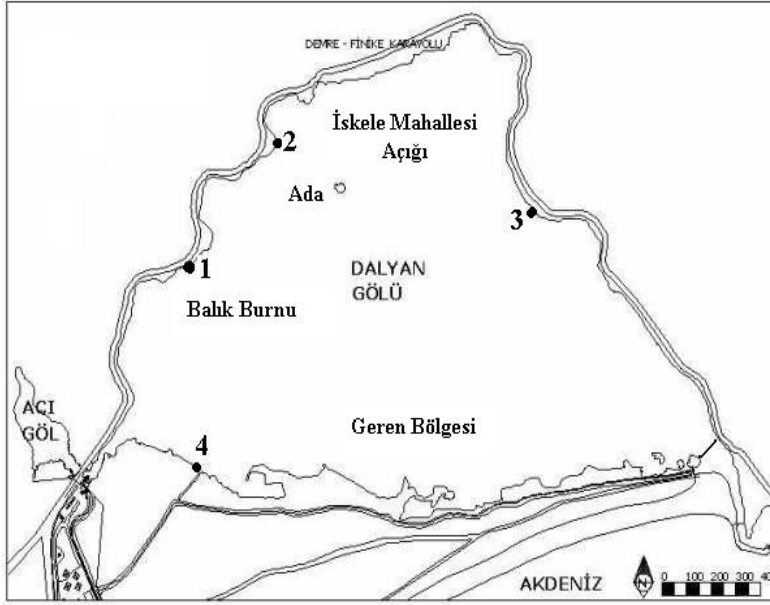 DEMRE - FİNİKE KARAYOLU
İskele Mahallesi
Açığı
2
Ada
3
1
DALYAN
GÖLÜ
Balık Burnu
AÇI
GÖL
Geren Bölgesi
4
AKDENİZ
N
0 100 200 300 40